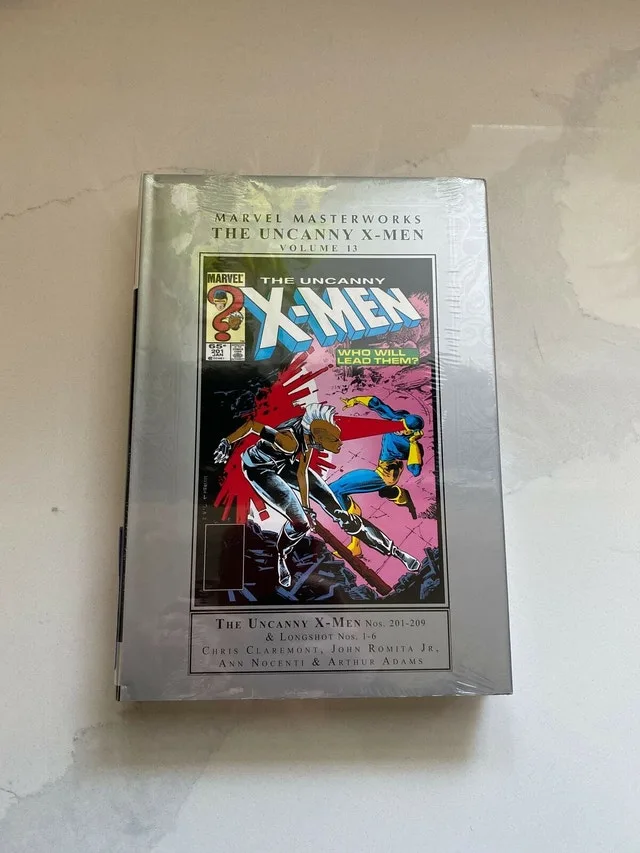 MARVEL MASTERWORKS
THE UNCANNY X-MEN
VOLUME 13
MARVEL
THE UNCANNY
X-MEN
65¢
201
JAN
WHO WILL
LEAD THEM?
THE UNCANNY X-MEN NOS. 201-209
& LONGSHOT NOS. 1-6
CHRIS CLAREMONT, JOHN ROMITA JR,
ANN NOCENTI & ARTHUR ADAMS